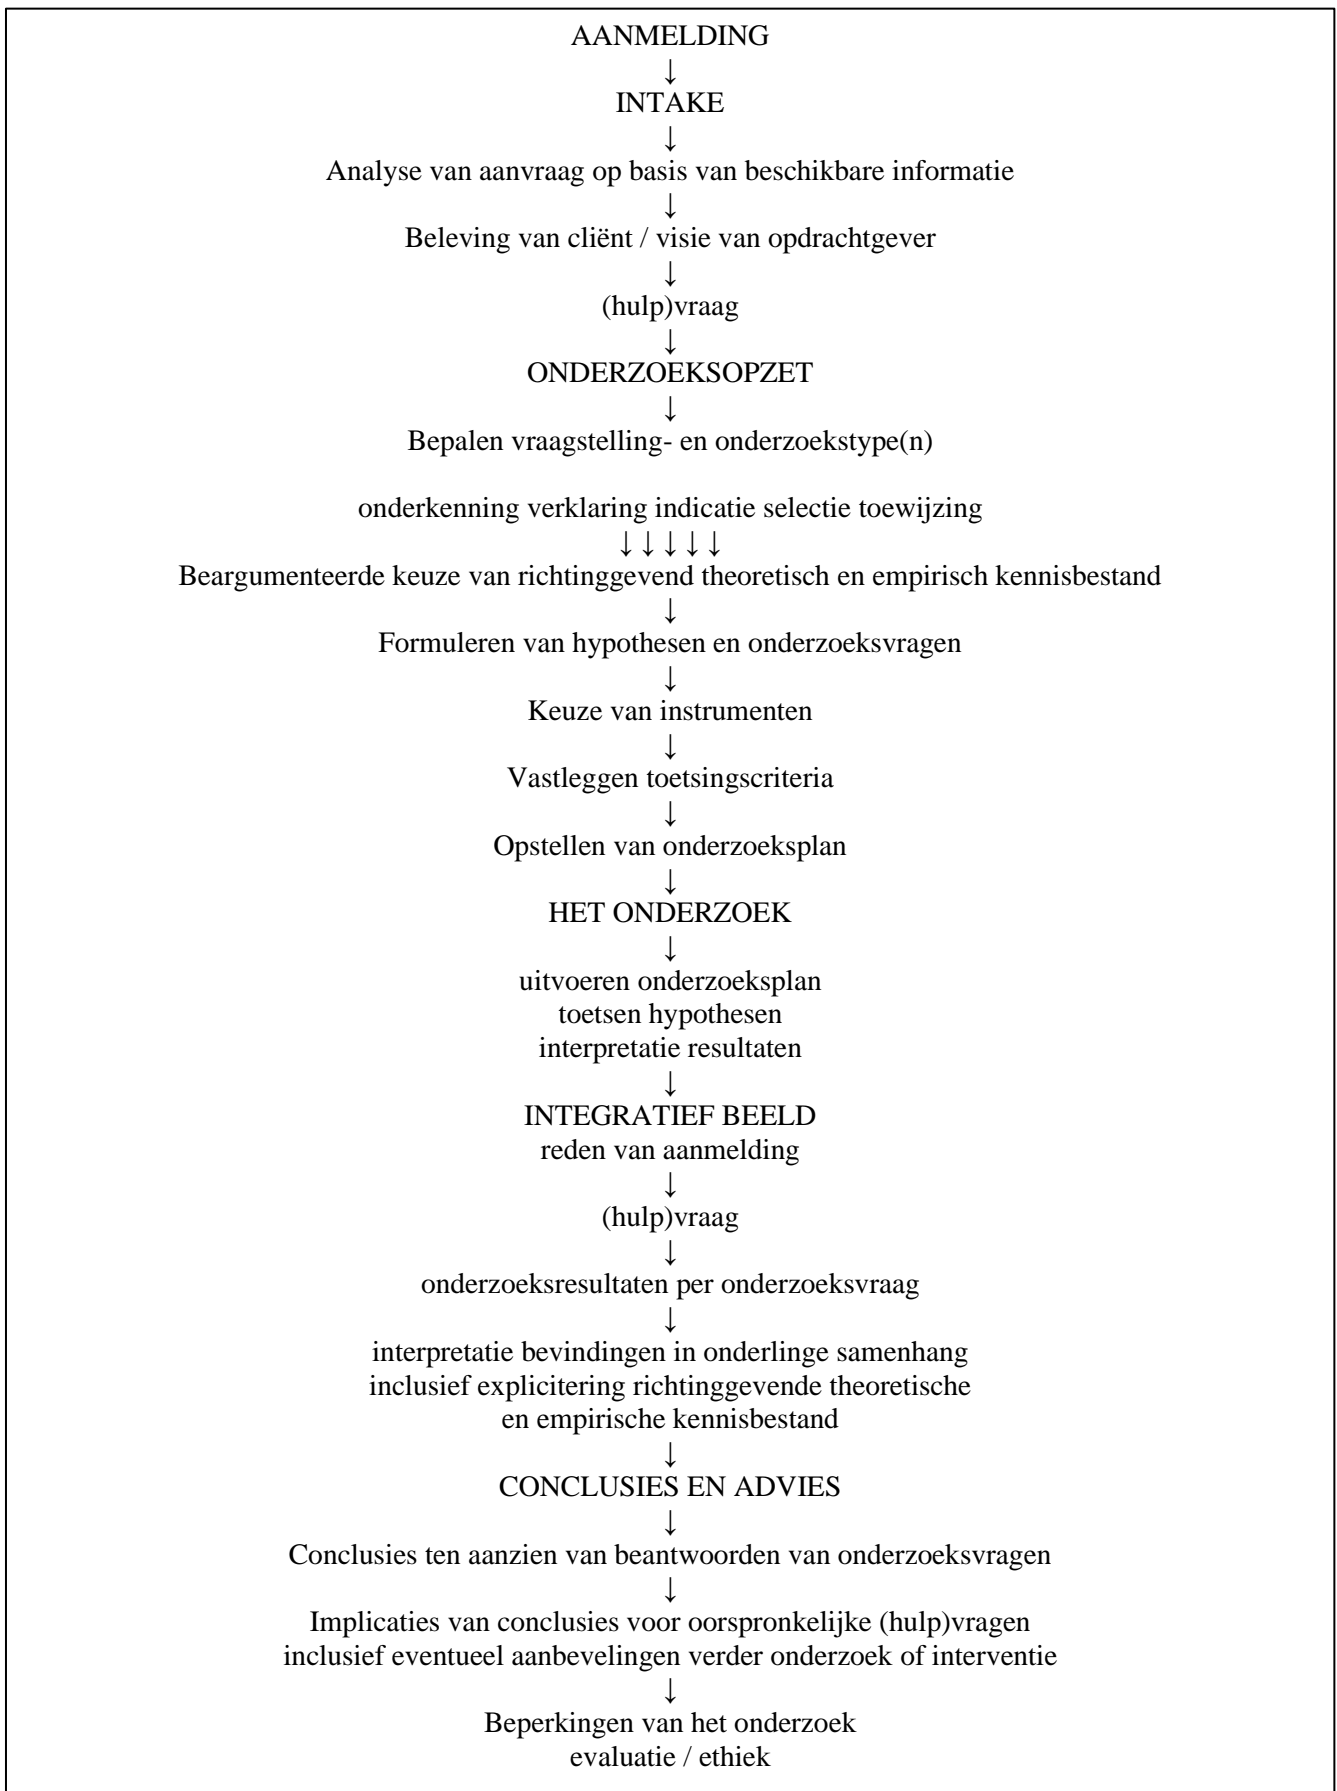 AANMELDING
↓
INTAKE
↓
Analyse van aanvraag op basis van beschikbare informatie
↓
Beleving van cliënt / visie van opdrachtgever
↓
(hulp)vraag
↓
ONDERZOEKSOPZET
↓
Bepalen vraagstelling- en onderzoekstype(n)
onderkenning verklaring indicatie selectie toewijzing
↓ ↓ ↓ ↓ ↓
Beargumenteerde keuze van richtinggevend theoretisch en empirisch kennisbestand
↓
Formuleren van hypothesen en onderzoeksvragen
↓
Keuze van instrumenten
↓
Vastleggen toetsingscriteria
↓
Opstellen van onderzoeksplan
↓
HET ONDERZOEK
↓
uitvoeren onderzoeksplan
toetsen hypothesen
interpretatie resultaten
↓
INTEGRATIEF BEELD
reden van aanmelding
↓
(hulp)vraag
↓
onderzoeksresultaten per onderzoeksvraag
↓
interpretatie bevindingen in onderlinge samenhang
inclusief explicitering richtinggevende theoretische
en empirische kennisbestand
↓
CONCLUSIES EN ADVIES
↓
Conclusies ten aanzien van beantwoorden van onderzoeksvragen
↓
Implicaties van conclusies voor oorspronkelijke (hulp)vragen
inclusief eventueel aanbevelingen verder onderzoek of interventie
↓
Beperkingen van het onderzoek
evaluatie / ethiek